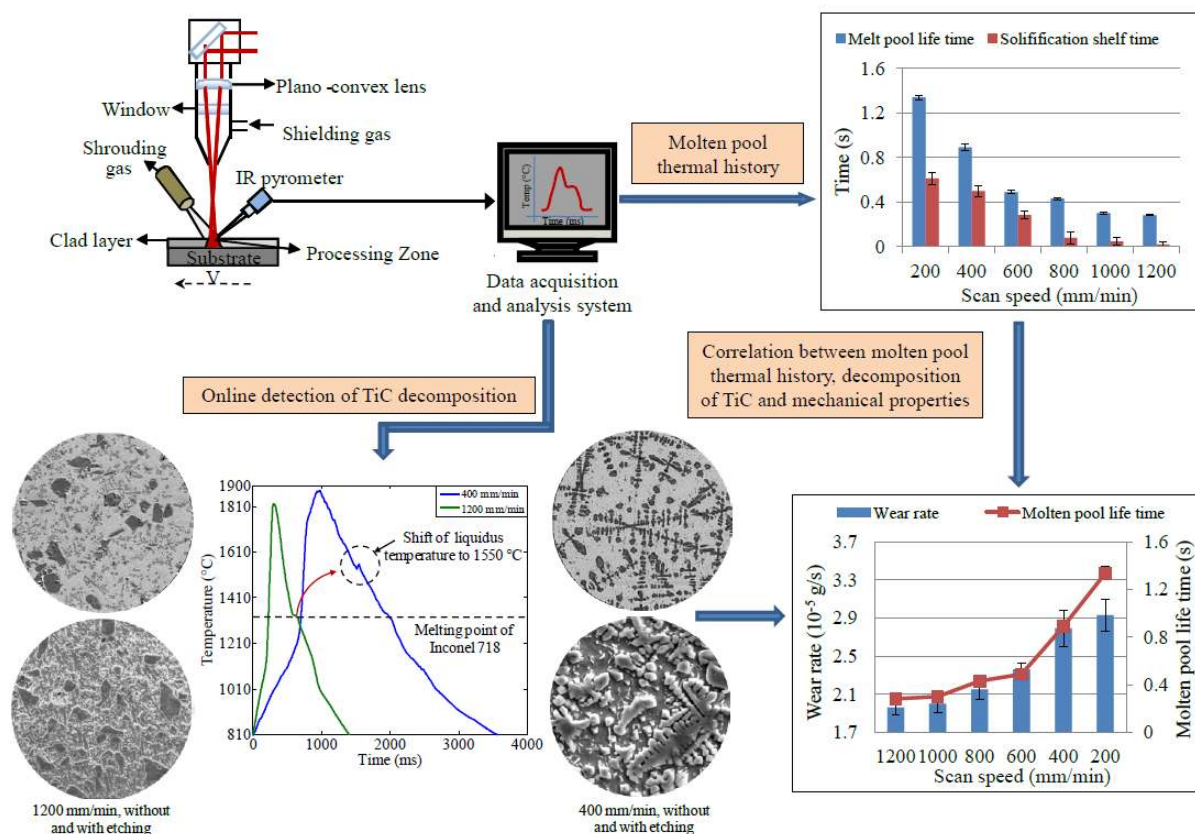 Plano -convex lens
Window
Shielding gas
Shrouding
gas
IR pyrometer
Clad layer
Substrate
Processing Zone
V
Temp (°C)
Time (ms)
Data acquisition
and analysis system
Molten pool
thermal history
Melt pool life time
Solifification shelf time
Time (s)
1.6
1.2
0.8
0.4
0
200 400 600 800 1000 1200
Scan speed (mm/min)
Online detection of TiC decomposition
Correlation between molten pool
thermal history, decomposition
of TiC and mechanical properties
1200 mm/min, without
and with etching
Temperature (°C)
1900
1810
1610
1410
1210
1010
810
400 mm/min
1200 mm/min
Shift of liquidus
temperature to 1550 °C
Melting point of
Inconel 718
0 1000 2000 3000 4000
Time (ms)
400 mm/min, without
and with etching
Wear rate
Molten pool life time
Wear rate (10⁻⁵ g/s)
3.7
3.3
2.9
2.5
2.1
1.7
1.6
1.2
0.8
0.4
0
Molten pool life time (s)
1200 1000 800 600 400 200
Scan speed (mm/min)